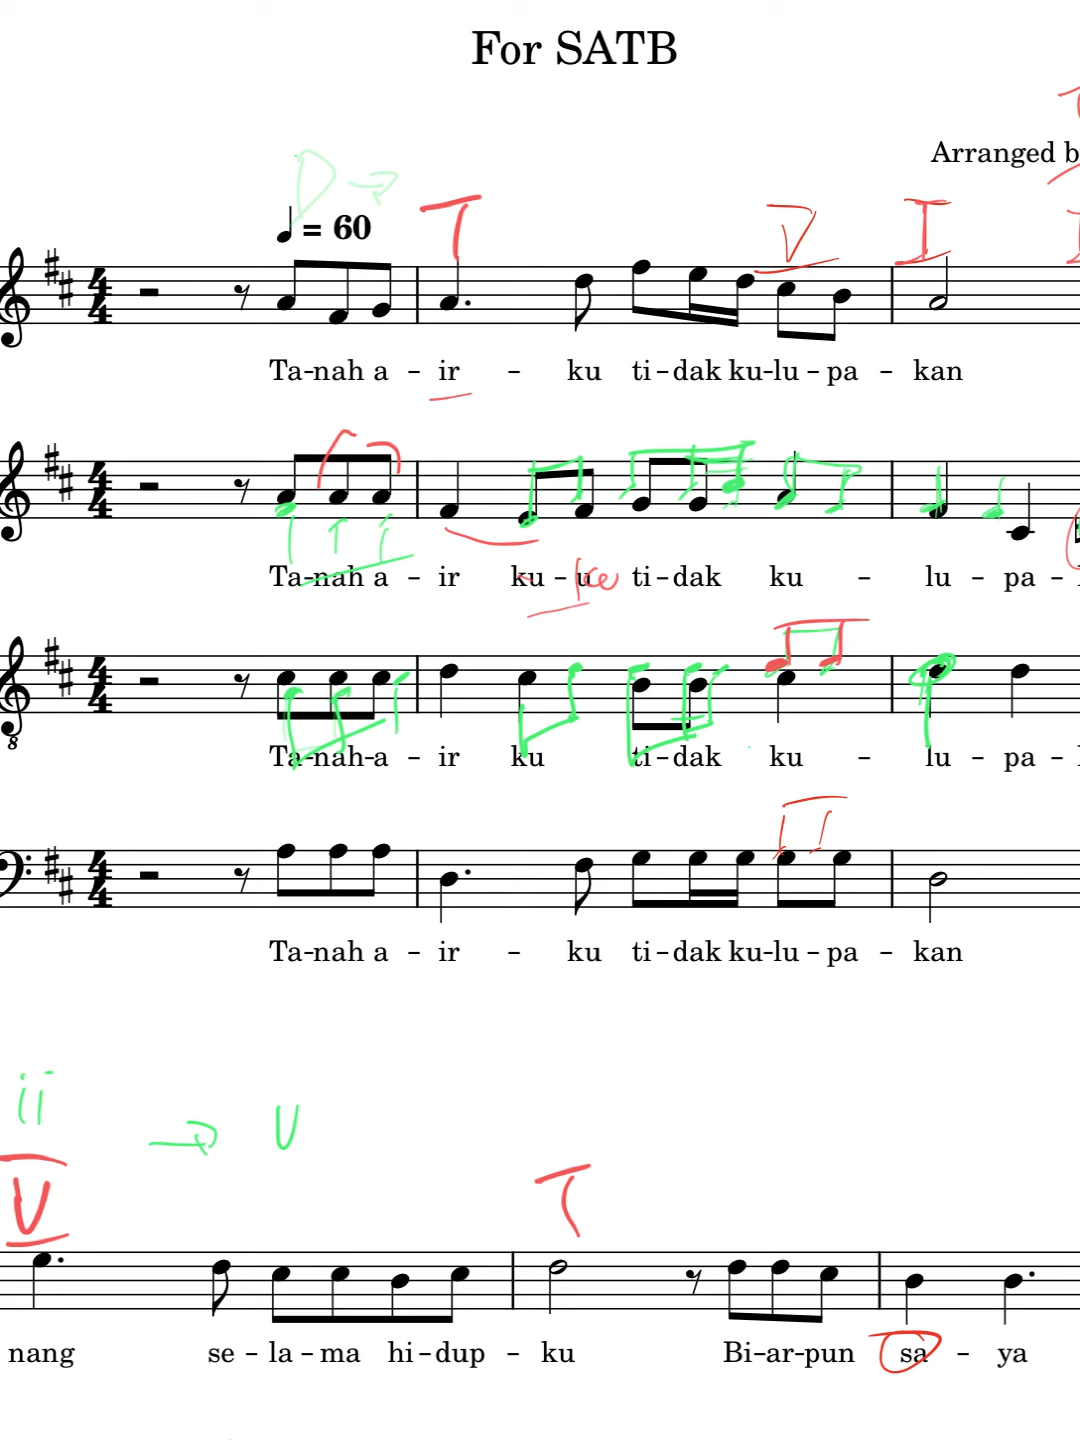 For SATB
Arranged b
D →
♩ = 60
T
V
I
Ta-nah a - ir - ku ti-dak ku-lu-pa - kan
Ta-nah a - ir ku - u ti-dak ku - lu - pa -
ke
Ta-nah-a - ir ku ti-dak ku - lu - pa -
Ta-nah a - ir - ku ti-dak ku-lu-pa - kan
ii → V
V
T
nang se-la-ma hi-dup - ku Bi-ar-pun sa - ya